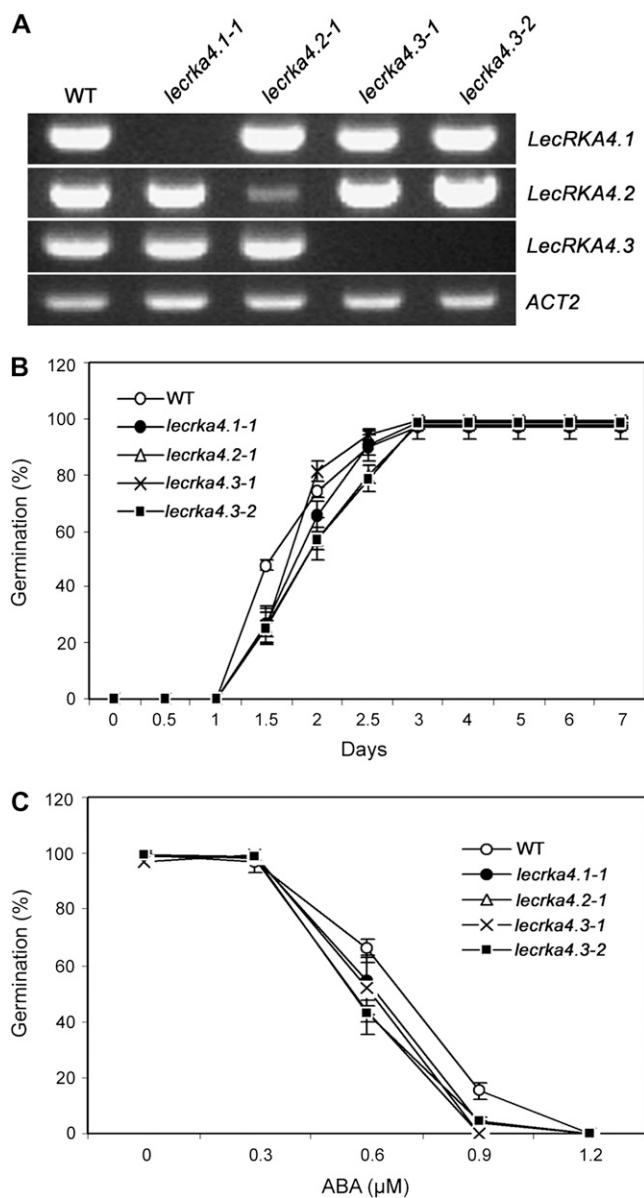 A
WT
lecrka4.1-1
lecrka4.2-1
lecrka4.3-1
lecrka4.3-2
LecRKA4.1
LecRKA4.2
LecRKA4.3
ACT2
B
120
100
80
60
40
20
0
Germination (%)
WT
lecrka4.1-1
lecrka4.2-1
lecrka4.3-1
lecrka4.3-2
0 0.5 1 1.5 2 2.5 3 4 5 6 7
Days
C
120
100
80
60
40
20
0
Germination (%)
WT
lecrka4.1-1
lecrka4.2-1
lecrka4.3-1
lecrka4.3-2
0 0.3 0.6 0.9 1.2
ABA (µM)